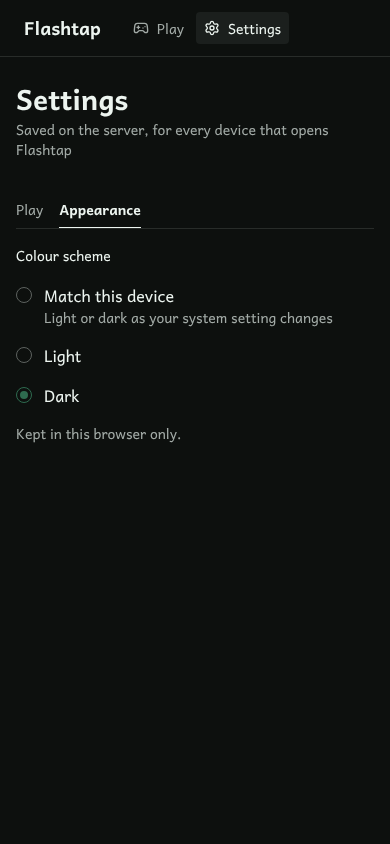 Flashtap
Play
Settings
Settings
Saved on the server, for every device that opens
Flashtap
Play
Appearance
Colour scheme
Match this device
Light or dark as your system setting changes
Light
Dark
Kept in this browser only.